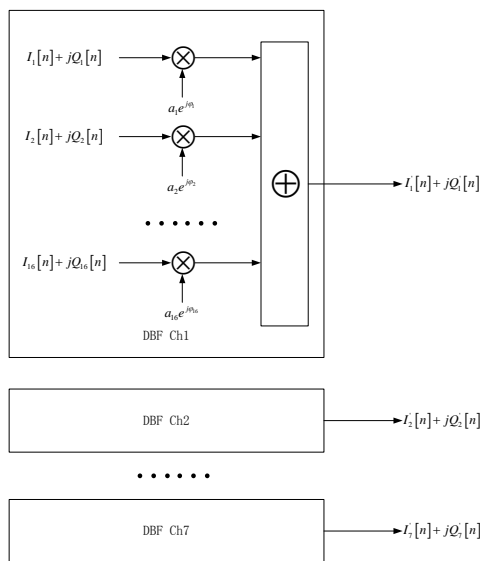 I₁[n]+jQ₁[n]
a₁e^{jφ₁}
I₂[n]+jQ₂[n]
a₂e^{jφ₂}
I₁'[n]+jQ₁'[n]
I₁₆[n]+jQ₁₆[n]
a₁₆e^{jφ₁₆}
DBF Ch1
DBF Ch2
I₂'[n]+jQ₂'[n]
DBF Ch7
I₇'[n]+jQ₇'[n]